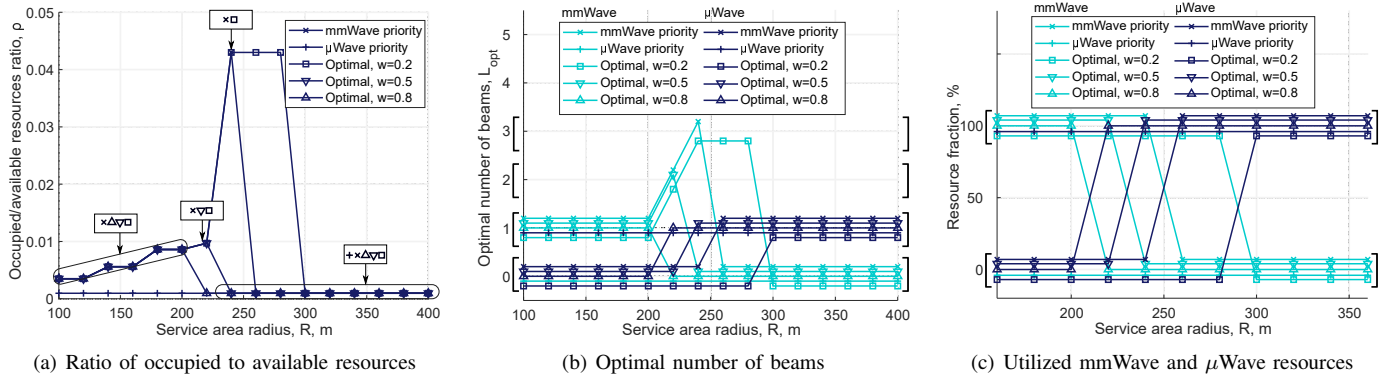 Occupied/available resources ratio, ρ
0.05
0.04
0.03
0.02
0.01
0
mmWave priority
μWave priority
Optimal, w=0.2
Optimal, w=0.5
Optimal, w=0.8
100 150 200 250 300 350 400
Service area radius, R, m
(a) Ratio of occupied to available resources
Optimal number of beams, Lopt
5
4
3
2
1
0
mmWave μWave
mmWave priority mmWave priority
μWave priority μWave priority
Optimal, w=0.2 Optimal, w=0.2
Optimal, w=0.5 Optimal, w=0.5
Optimal, w=0.8 Optimal, w=0.8
100 150 200 250 300 350 400
Service area radius, R, m
(b) Optimal number of beams
Resource fraction, %
100
50
0
mmWave μWave
mmWave priority mmWave priority
μWave priority μWave priority
Optimal, w=0.2 Optimal, w=0.2
Optimal, w=0.5 Optimal, w=0.5
Optimal, w=0.8 Optimal, w=0.8
200 250 300 350
Service area radius, R, m
(c) Utilized mmWave and μWave resources